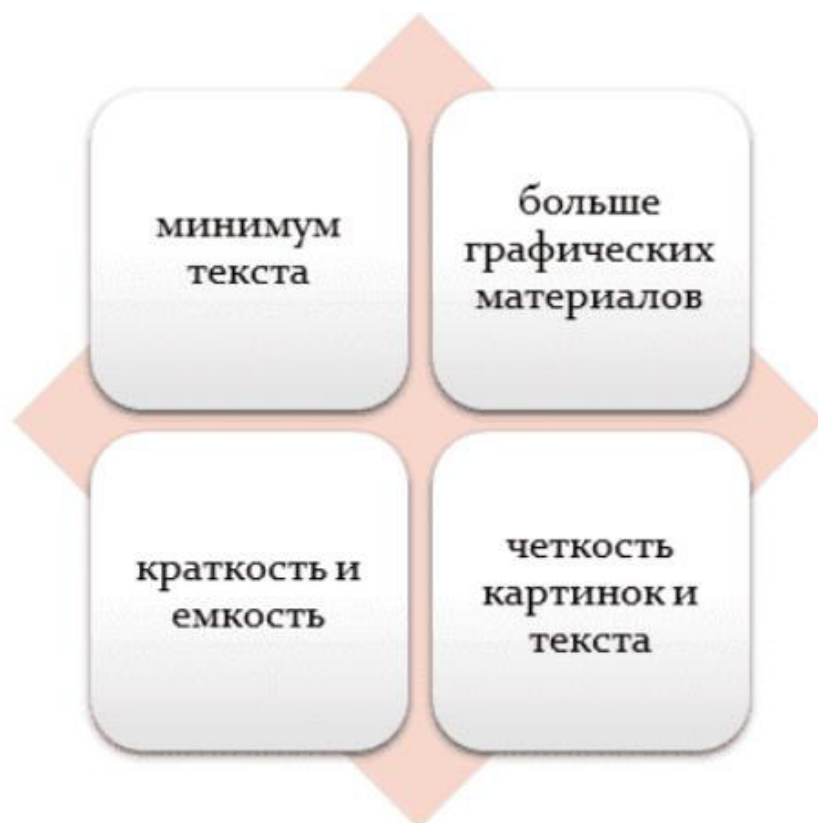 минимум
текста
больше
графических
материалов
краткость и
емкость
четкость
картинок и
текста